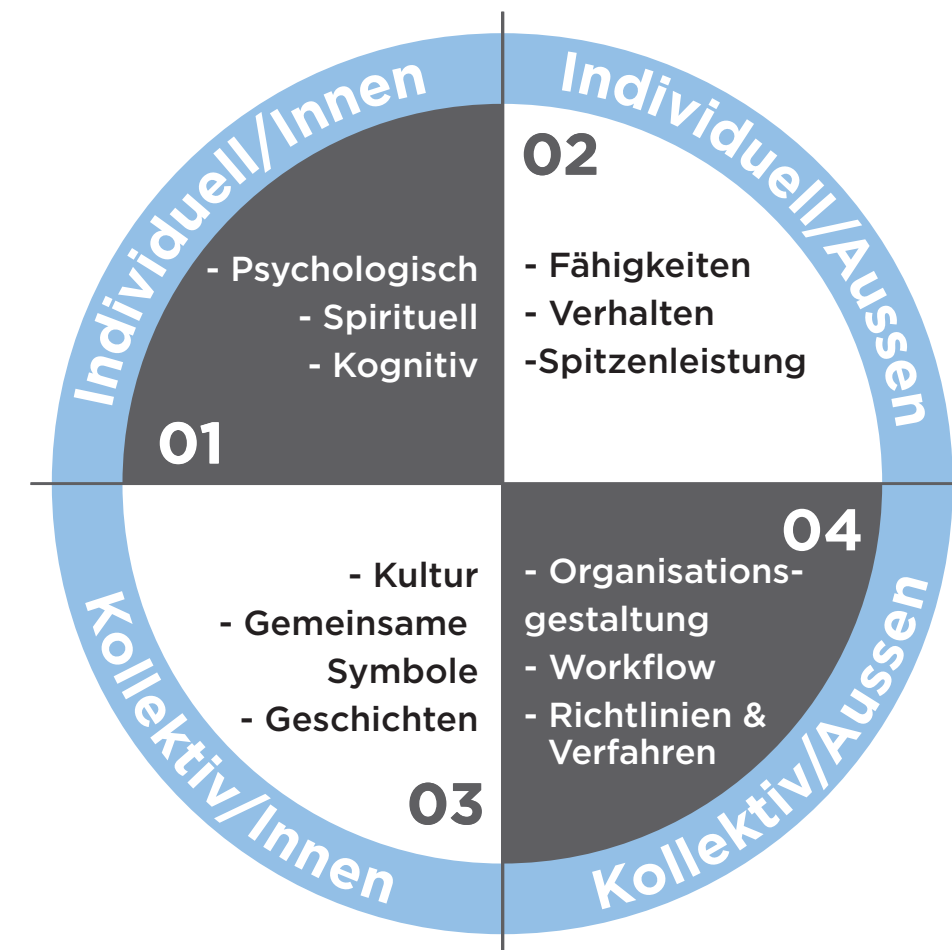 Individuell/Innen
- Psychologisch
- Spirituell
- Kognitiv
01
Individuell/Aussen
02
- Fähigkeiten
- Verhalten
-Spitzenleistung
Kollektiv/Innen
- Kultur
- Gemeinsame
Symbole
- Geschichten
03
Kollektiv/Aussen
04
- Organisations-
gestaltung
- Workflow
- Richtlinien &
Verfahren